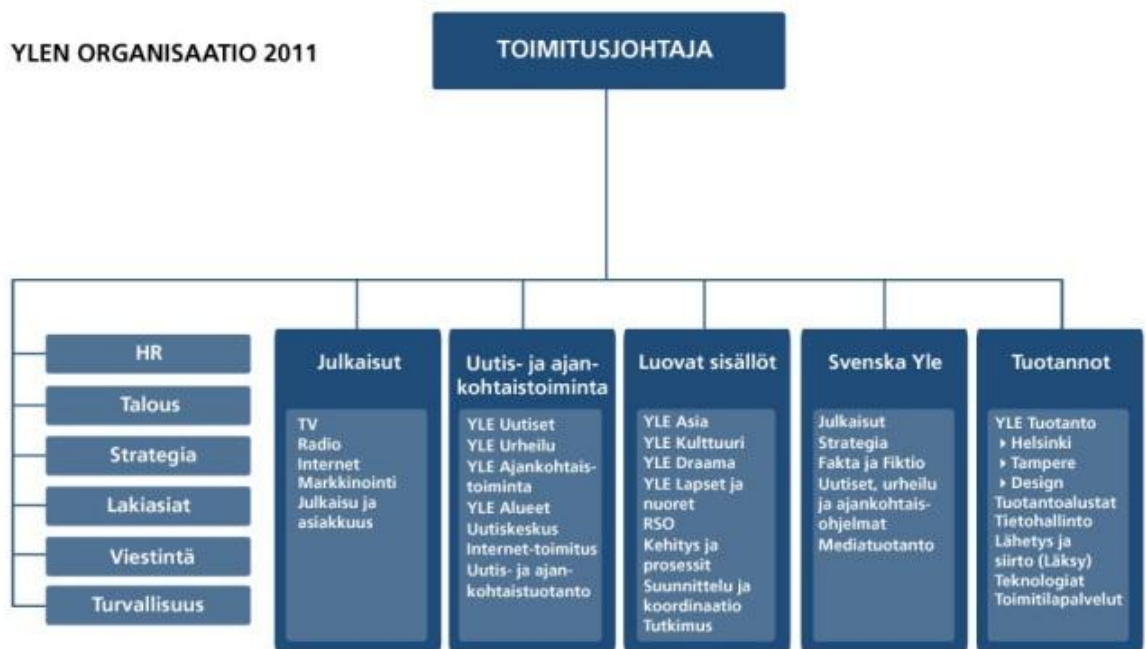 YLEN ORGANISAATIO 2011
TOIMITUSJOHTAJA
HR
Talous
Strategia
Lakiasiat
Viestintä
Turvallisuus
Julkaisut
TV
Radio
Internet
Markkinointi
Julkaisu ja
asiakkuus
Uutis- ja ajan-
kohtaistoiminta
YLE Uutiset
YLE Urheilu
YLE Ajankohtais-
toiminta
YLE Alueet
Uutiskeskus
Internet-toimitus
Uutis- ja ajan-
kohtaistuotanto
Luovat sisällöt
YLE Asia
YLE Kulttuuri
YLE Draama
YLE Lapset ja
nuoret
RSO
Kehitys ja
prosessit
Suunnittelu ja
koordinaatio
Tutkimus
Svenska Yle
Julkaisut
Strategia
Fakta ja Fiktio
Uutiset, urheilu
ja ajankohtais-
ohjelmat
Mediatuotanto
Tuotannot
YLE Tuotanto
Helsinki
Tampere
Design
Tuotantoalustat
Tietohallinto
Lähetys ja
siirto (Läksy)
Teknologiat
Toimitilapalvelut